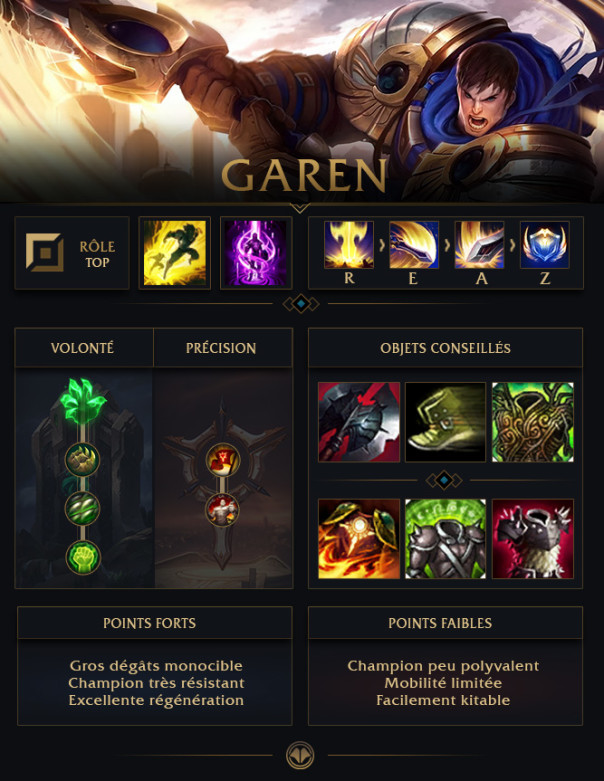 GAREN
RÔLE
TOP
R E A Z
VOLONTÉ
PRÉCISION
OBJETS CONSEILLÉS
POINTS FORTS
Gros dégâts monocible
Champion très résistant
Excellente régénération
POINTS FAIBLES
Champion peu polyvalent
Mobilité limitée
Facilement kitable